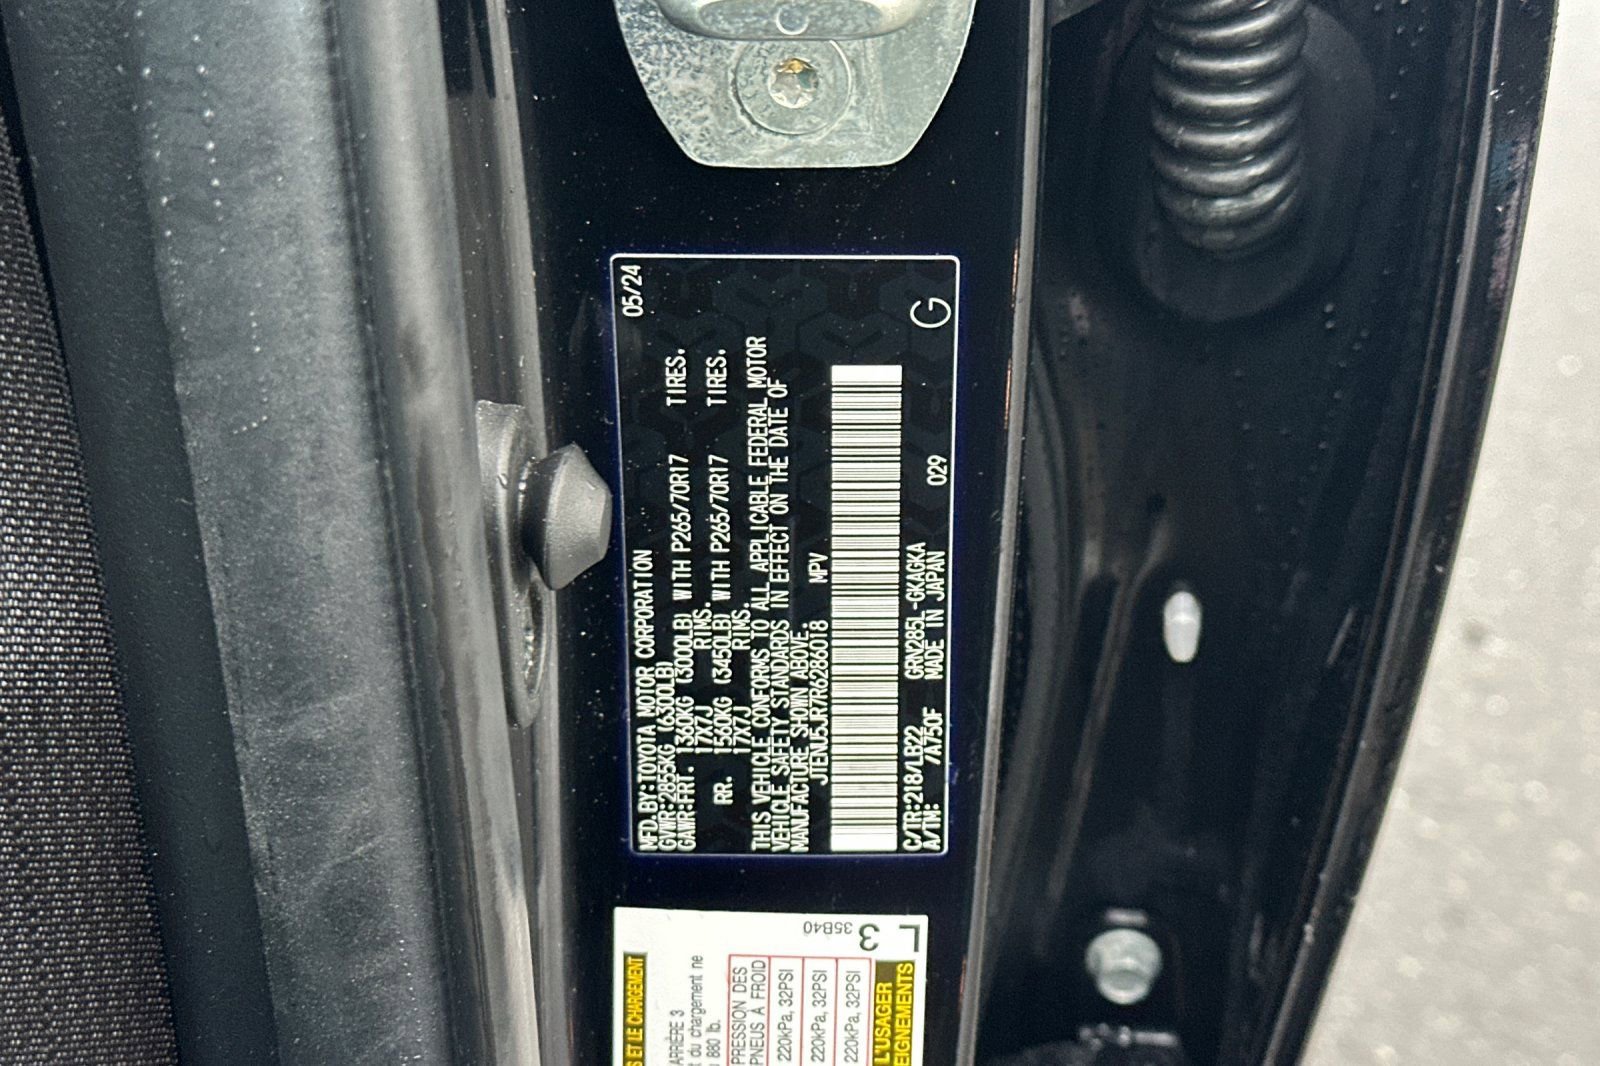 MFD.BY:TOYOTA MOTOR CORPORATION 05/24
GVWR:2855KG (6300LB)
GAWR:FRT. 1360KG (3000LB) WITH P265/70R17 TIRES.
17X7J RIMS.
RR. 1560KG (3450LB) WITH P265/70R17 TIRES.
17X7J RIMS.
THIS VEHICLE CONFORMS TO ALL APPLICABLE FEDERAL MOTOR
VEHICLE SAFETY STANDARDS IN EFFECT ON THE DATE OF
MANUFACTURE SHOWN ABOVE.
JTENU5JR7R6286018 MPV
C/TR:218/LB22 GRN285L-GKAGKA
A/TM: /A750F MADE IN JAPAN 029 G
S ET LE CHARGEMENT
ARRIÈRE 3
t du chargement ne
880 lb.
PRESSION DES
PNEUS À FROID
220kPa, 32PSI
220kPa, 32PSI
220kPa, 32PSI
L'USAGER
EIGNEMENTS
35B40
3
L